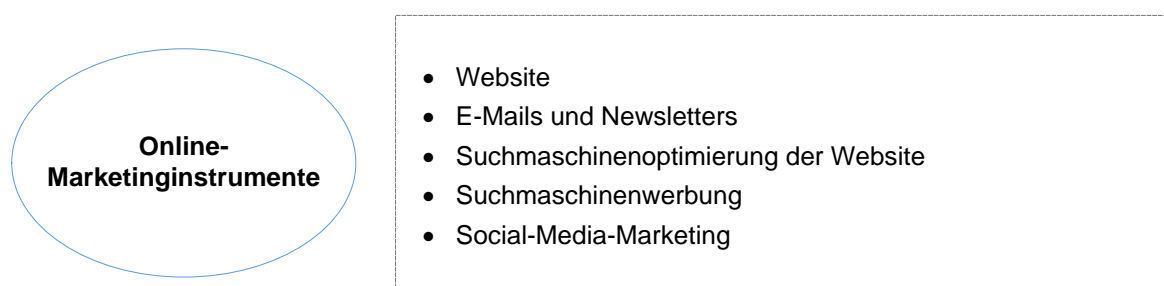 Online-
Marketinginstrumente
• Website
• E-Mails und Newsletters
• Suchmaschinenoptimierung der Website
• Suchmaschinenwerbung
• Social-Media-Marketing